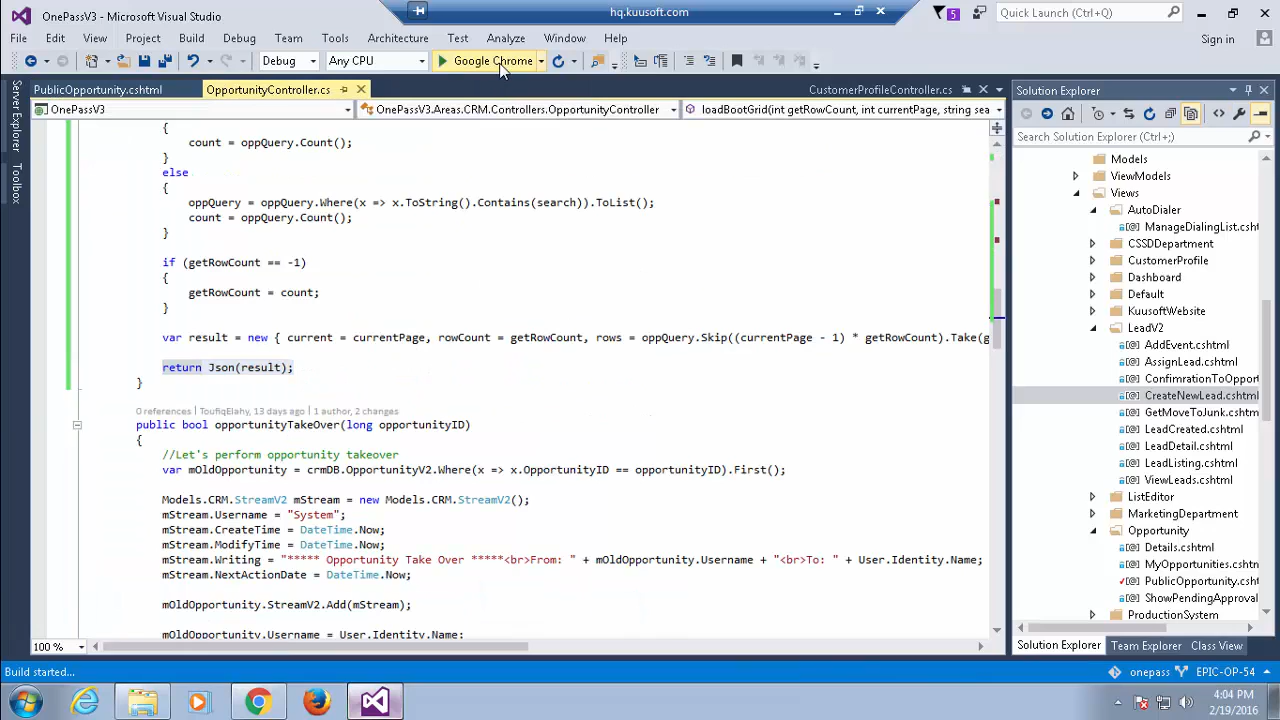 OnePassV3 - Microsoft Visual Studio
hq.kuusoft.com
5
Quick Launch (Ctrl+Q)
File Edit View Project Build Debug Team Tools Architecture Test Analyze Window Help
Sign in
Debug Any CPU Google Chrome
PublicOpportunity.cshtml OpportunityController.cs CustomerProfileController.cs
OnePassV3 OnePassV3.Areas.CRM.Controllers.OpportunityController loadBootGrid(int getRowCount, int currentPage, string sea
Server Explorer
Toolbox
{
count = oppQuery.Count();
}
else
{
oppQuery = oppQuery.Where(x => x.ToString().Contains(search)).ToList();
count = oppQuery.Count();
}
if (getRowCount == -1)
{
getRowCount = count;
}
var result = new { current = currentPage, rowCount = getRowCount, rows = oppQuery.Skip((currentPage - 1) * getRowCount).Take(g
return Json(result);
}
0 references | ToufiqElahy, 13 days ago | 1 author, 2 changes
public bool opportunityTakeOver(long opportunityID)
{
//Let's perform opportunity takeover
var mOldOpportunity = crmDB.OpportunityV2.Where(x => x.OpportunityID == opportunityID).First();
Models.CRM.StreamV2 mStream = new Models.CRM.StreamV2();
mStream.Username = "System";
mStream.CreateTime = DateTime.Now;
mStream.ModifyTime = DateTime.Now;
mStream.Writing = "***** Opportunity Take Over *****<br>From: " + mOldOpportunity.Username + "<br>To: " + User.Identity.Name;
mStream.NextActionDate = DateTime.Now;
mOldOpportunity.StreamV2.Add(mStream);
mOldOpportunity.Username = User.Identity.Name;
100 %
Solution Explorer
Search Solution Explorer (Ctrl+;)
Models
ViewModels
Views
AutoDialer
ManageDialingList.csht
CSSDDepartment
CustomerProfile
Dashboard
Default
KuusoftWebsite
LeadV2
AddEvent.cshtml
AssignLead.cshtml
ConfimrationToOpport
CreateNewLead.cshtml
GetMoveToJunk.cshtml
LeadCreated.cshtml
LeadDetail.cshtml
LeadListing.cshtml
ViewLeads.cshtml
ListEditor
MarketingDepartment
Opportunity
Details.cshtml
MyOpportunities.cshtml
PublicOpportunity.csh
ShowPendingApproval
ProductionSystem
Solution Explorer Team Explorer Class View
Build started... onepass EPIC-OP-54
4:04 PM
2/19/2016